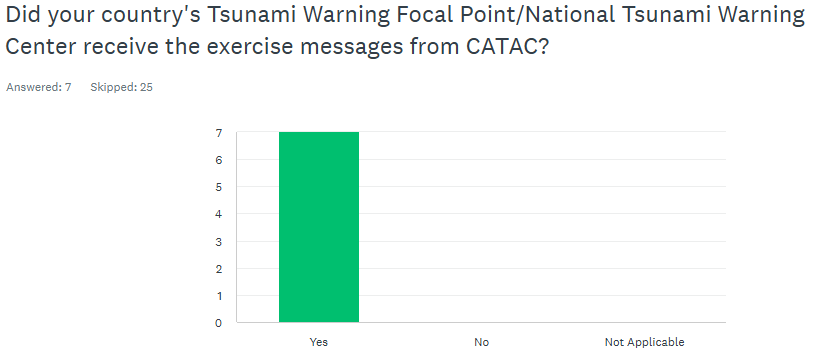 Did your country's Tsunami Warning Focal Point/National Tsunami Warning
Center receive the exercise messages from CATAC?
Answered: 7 Skipped: 25
7
6
5
4
3
2
1
0
Yes No Not Applicable